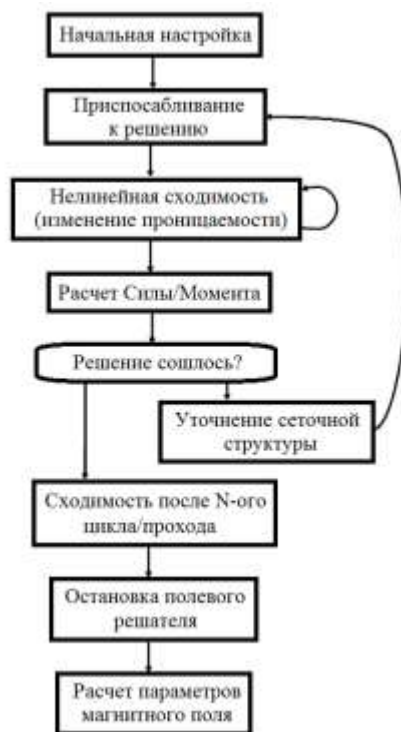 Начальная настройка
Приспосабливание
к решению
Нелинейная сходимость
(изменение проницаемости)
Расчет Силы/Момента
Решение сошлось?
Уточнение сеточной
структуры
Сходимость после N-ого
цикла/прохода
Остановка полевого
решателя
Расчет параметров
магнитного поля